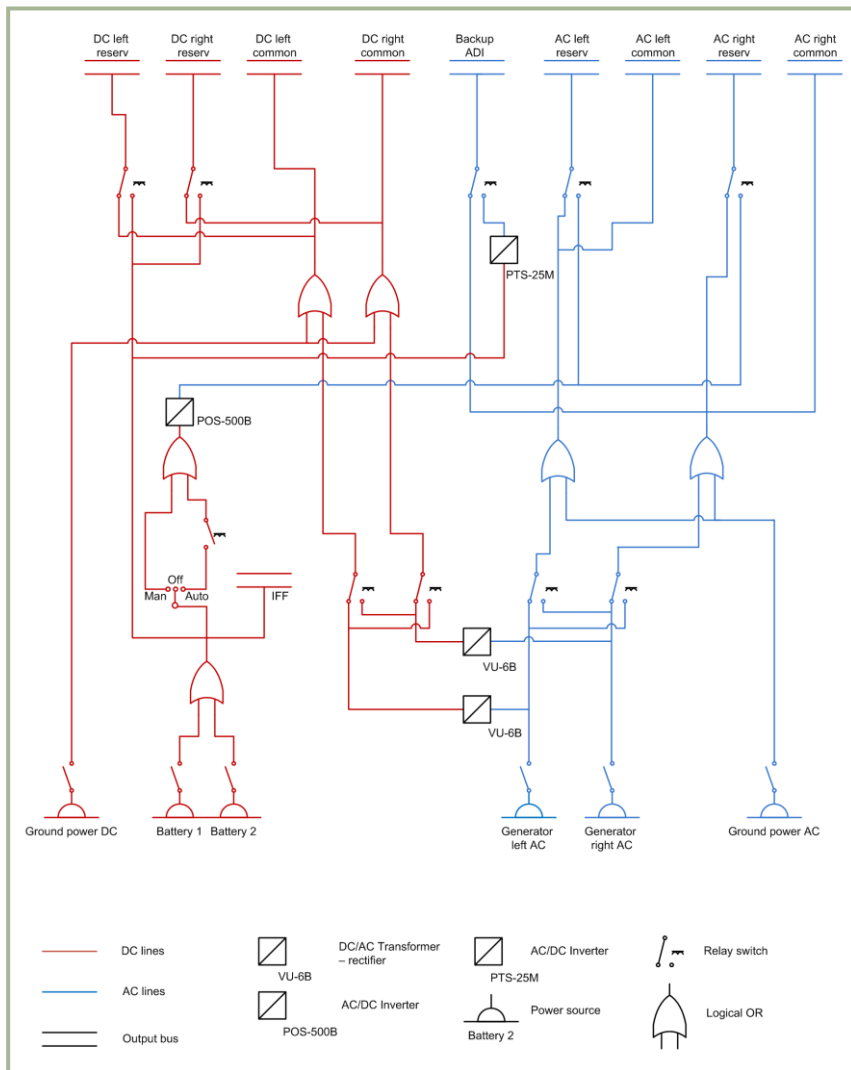 DC left
reserv
DC right
reserv
DC left
common
DC right
common
Backup
ADI
AC left
reserv
AC left
common
AC right
reserv
AC right
common
PTS-25M
POS-500B
Off
Man
Auto
IFF
VU-6B
VU-6B
Ground power DC
Battery 1
Battery 2
Generator
left AC
Generator
right AC
Ground power AC
DC lines
AC lines
Output bus
VU-6B
DC/AC Transformer
– rectifier
POS-500B
AC/DC Inverter
PTS-25M
AC/DC Inverter
Battery 2
Power source
Relay switch
Logical OR